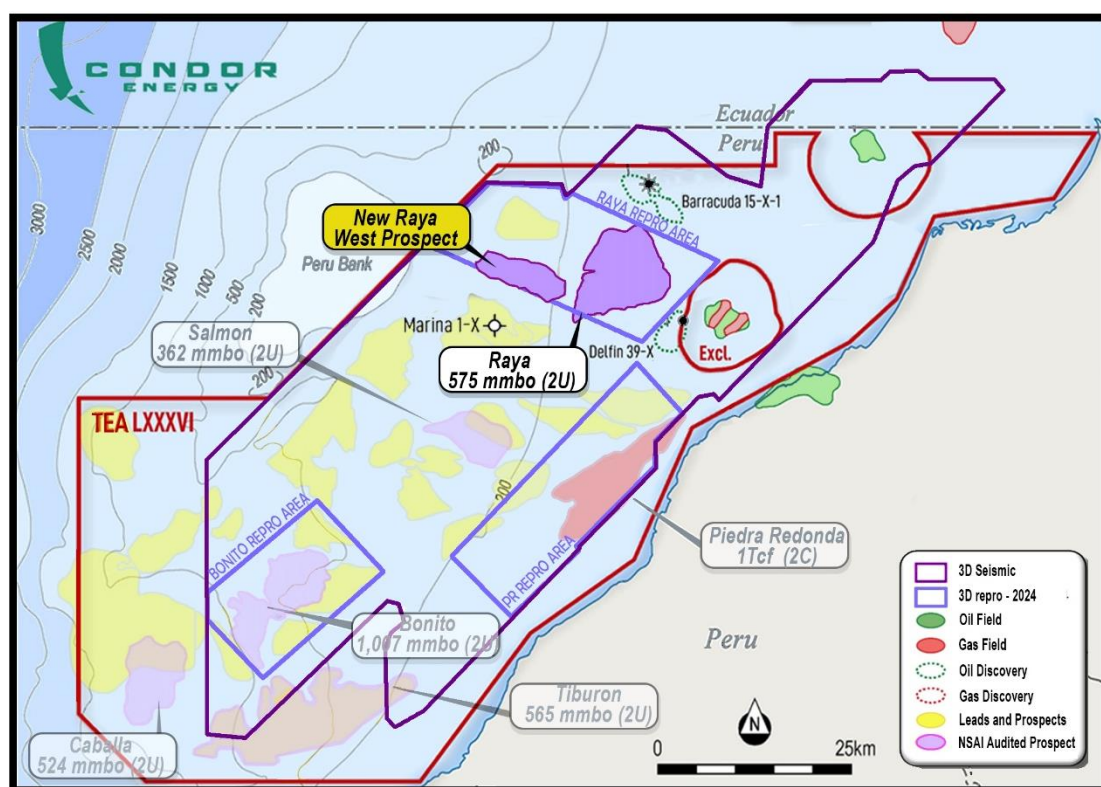 CONDOR
ENERGY
Ecuador
Peru
200
3000
2500
2000
1500
1000
500
200
Barracuda 15-X-1
RAYA REPRO AREA
New Raya
West Prospect
Peru Bank
Marina 1-X
Salmon
362 mmbo (2U)
Raya
575 mmbo (2U)
Delfin 39-X
Excl.
200
TEA LXXXVI
200
BONITO REPRO AREA
PR REPRO AREA
Piedra Redonda
1Tcf (2C)
Bonito
1,007 mmbo (2U)
Peru
Tiburon
565 mmbo (2U)
Caballa
524 mmbo (2U)
N
0
25km
3D Seismic
3D repro - 2024
Oil Field
Gas Field
Oil Discovery
Gas Discovery
Leads and Prospects
NSAI Audited Prospect